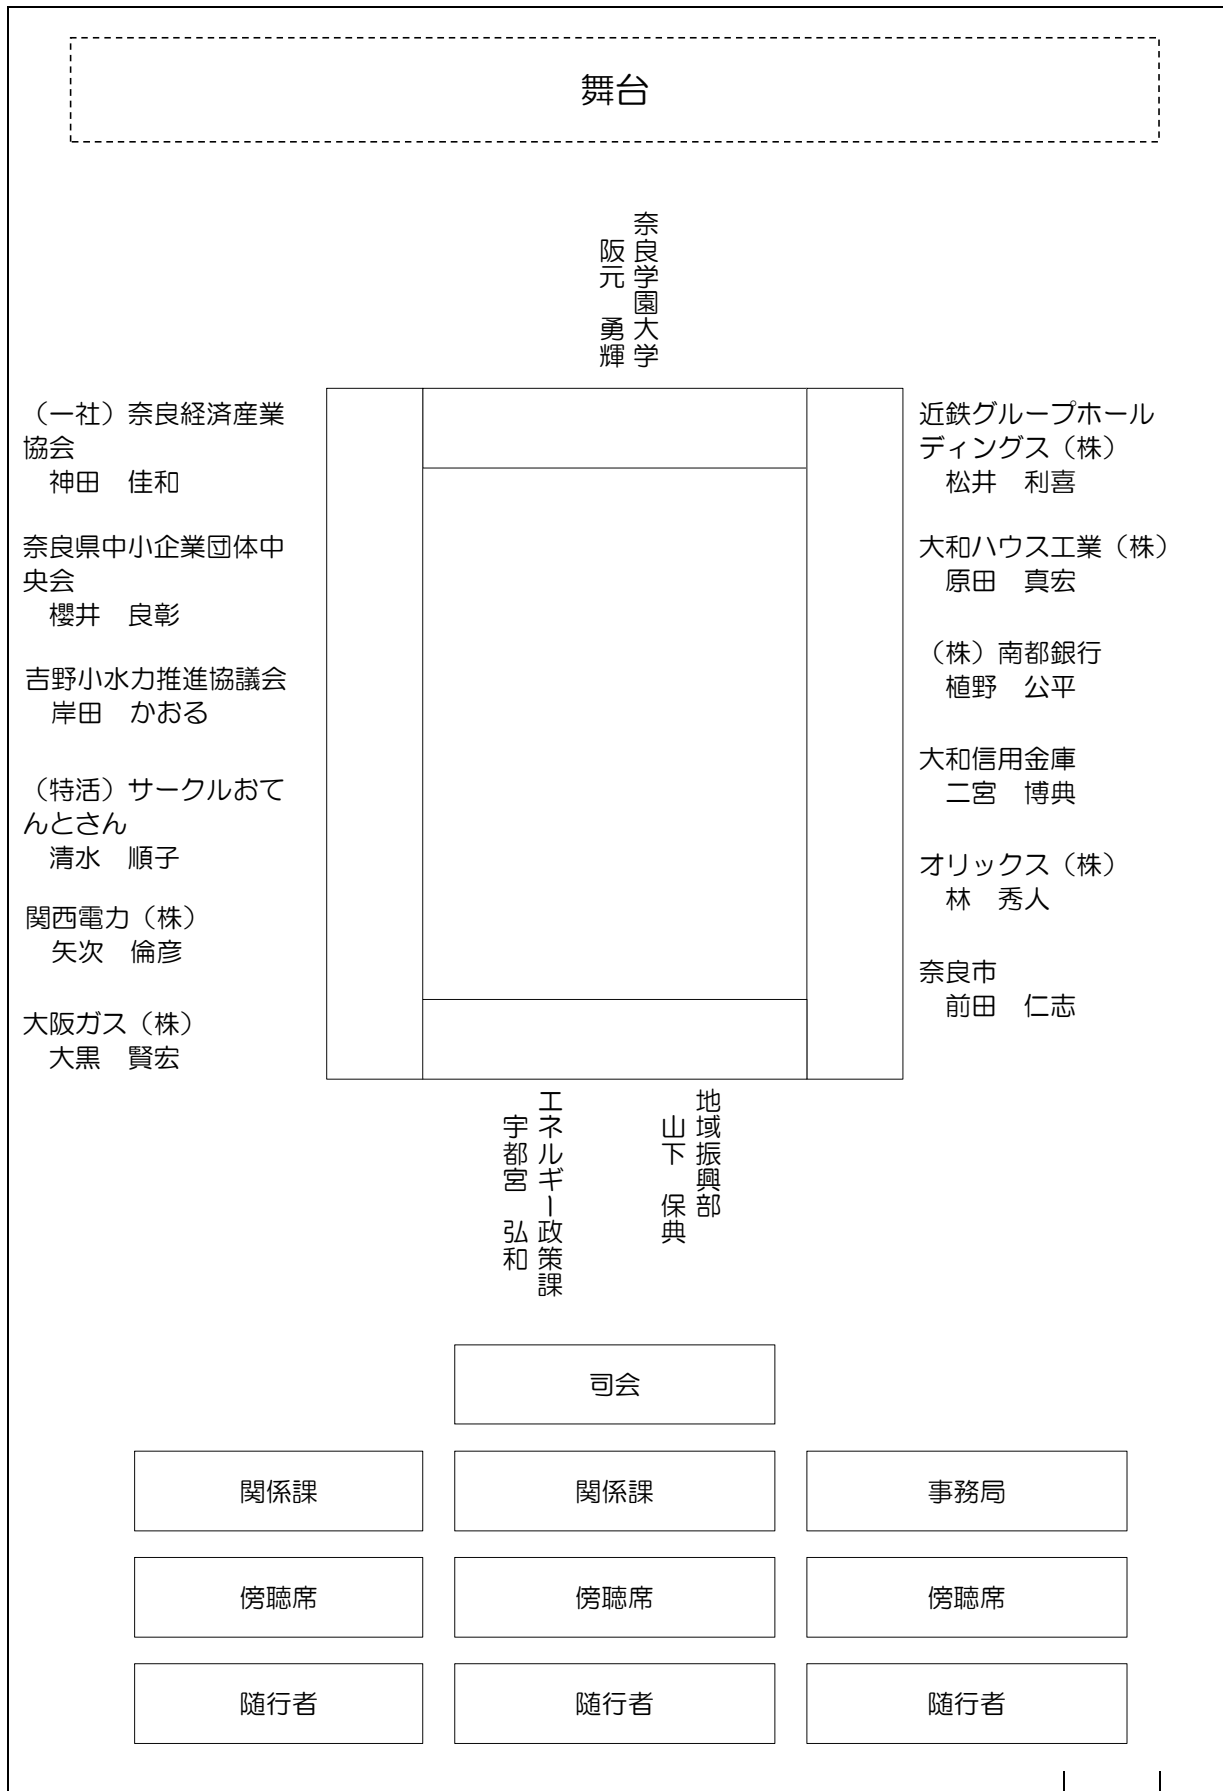 舞台
奈良学園大学
阪元　勇輝
（一社）奈良経済産業
協会
神田　佳和
奈良県中小企業団体中
央会
櫻井　良彰
吉野小水力推進協議会
岸田　かおる
（特活）サークルおて
んとさん
清水　順子
関西電力（株）
矢次　倫彦
大阪ガス（株）
大黒　賢宏
近鉄グループホール
ディングス（株）
松井　利喜
大和ハウス工業（株）
原田　真宏
（株）南都銀行
植野　公平
大和信用金庫
二宮　博典
オリックス（株）
林　秀人
奈良市
前田　仁志
地域振興部
山下　保典
エネルギー政策課
宇都宮　弘和
司会
関係課
関係課
事務局
傍聴席
傍聴席
傍聴席
随行者
随行者
随行者